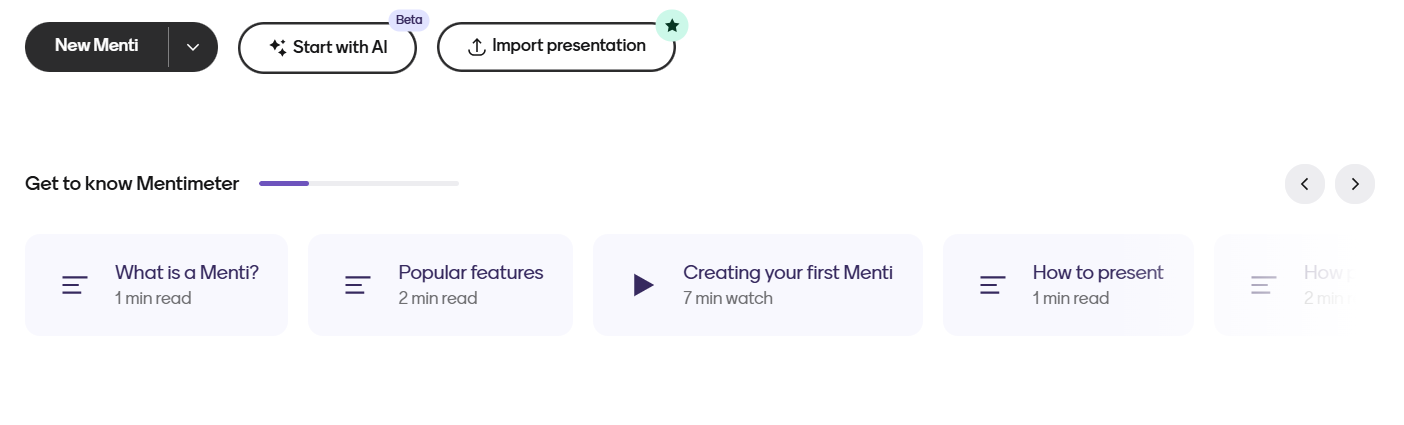 Beta
New Menti
Start with AI
Import presentation
Get to know Mentimeter
What is a Menti?
1 min read
Popular features
2 min read
Creating your first Menti
7 min watch
How to present
1 min read
How
2 min